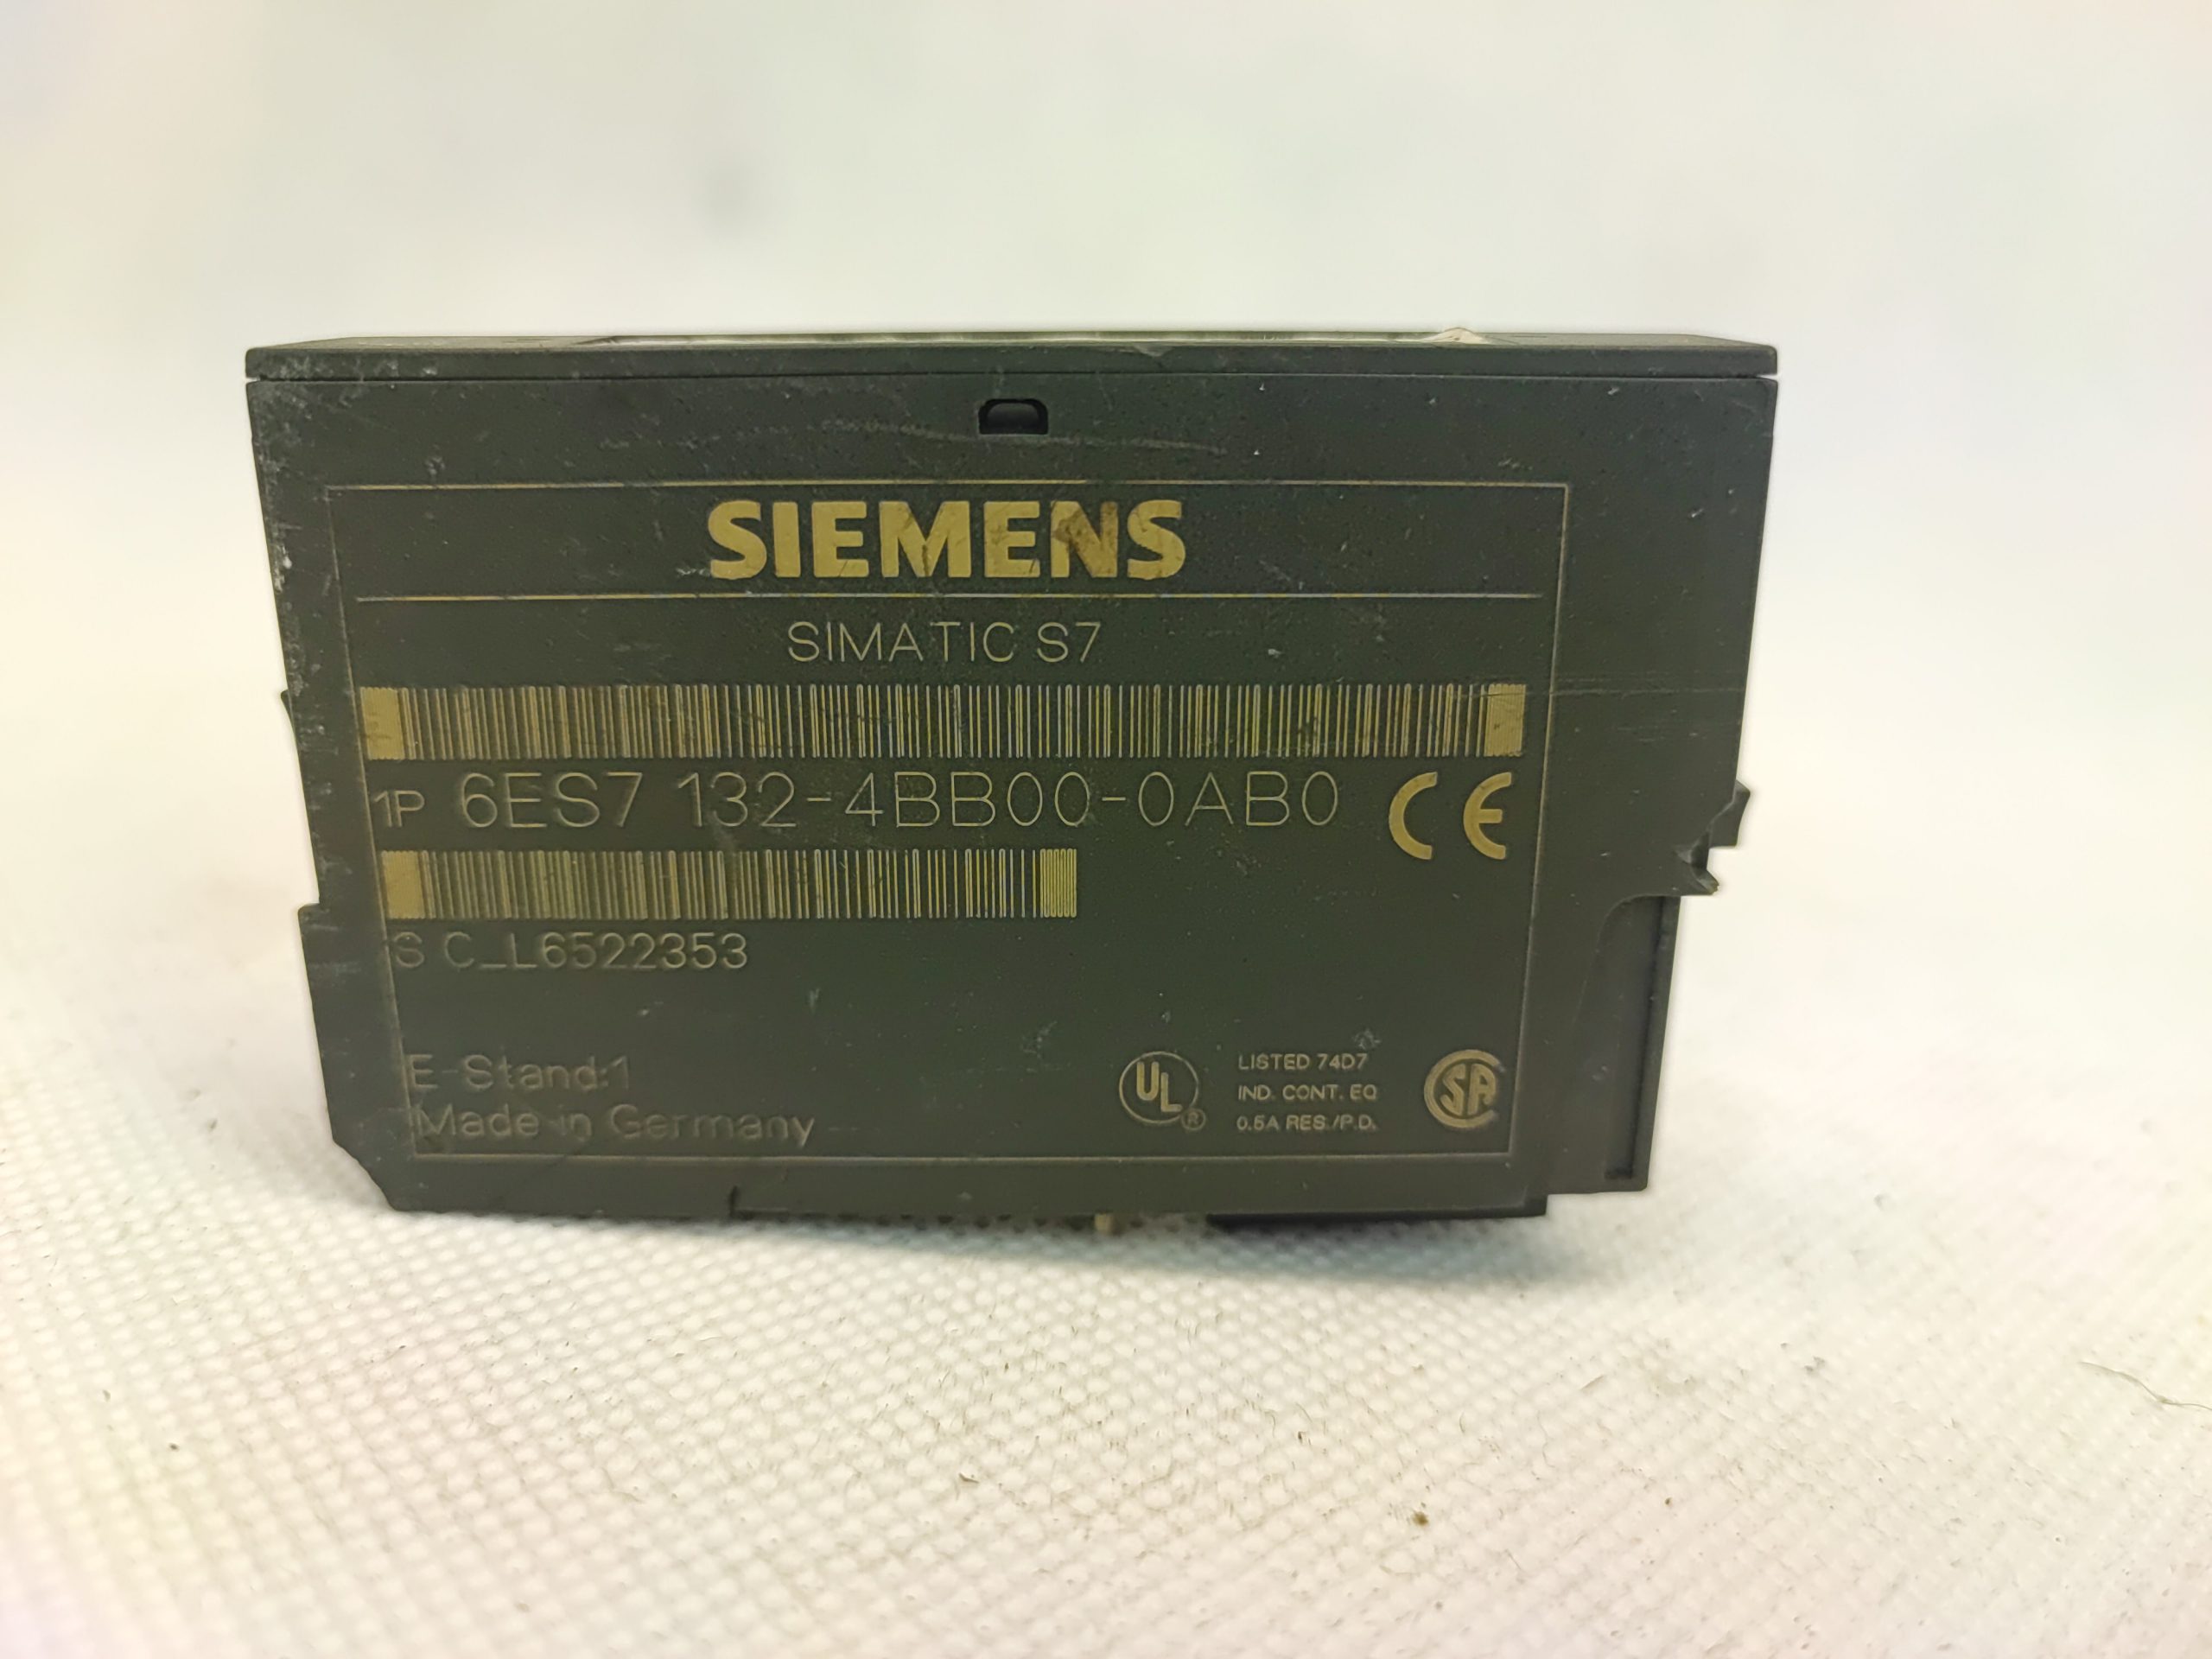 SIEMENS
SIMATIC S7
1P 6ES7 132-4BB00-0AB0 CE
S C_L6522353
E-Stand:1
Made in Germany
UL ®
LISTED 74D7
IND. CONT. EQ
0.5A RES./P.D.
SA